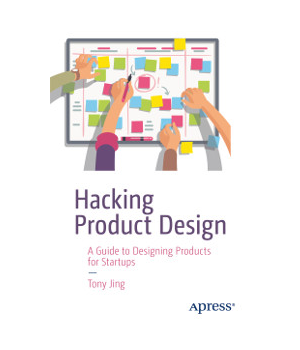 Hacking
Product Design
A Guide to Designing Products
for Startups
Tony Jing
Apress®